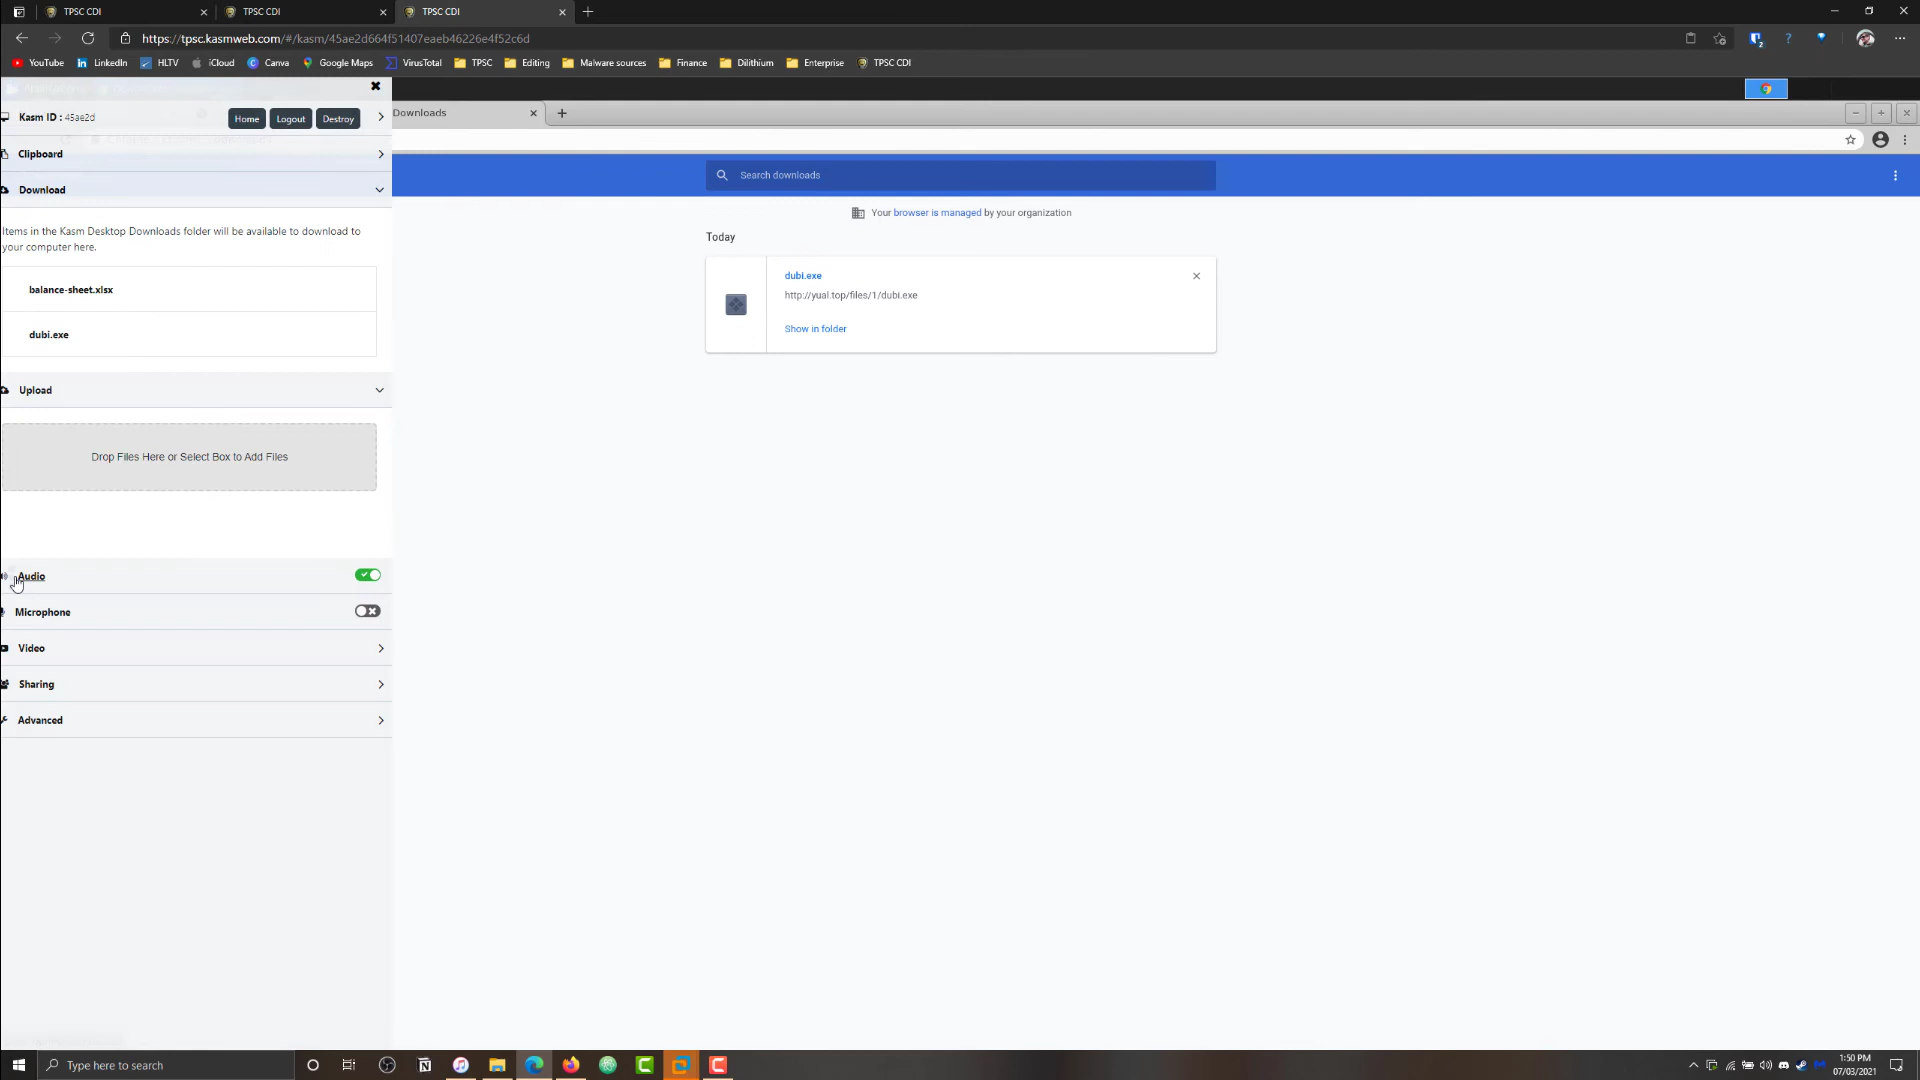 TPSC CDI
TPSC CDI
TPSC CDI
https://tpsc.kasmweb.com/#/kasm/45ae2d664f51407eaeb46226e4f52c6d
YouTube
LinkedIn
HLTV
iCloud
Canva
Google Maps
VirusTotal
TPSC
Editing
Malware sources
Finance
Dilithium
Enterprise
TPSC CDI
Kasm ID : 45ae2d
Home
Logout
Destroy
Downloads
Clipboard
Download
Items in the Kasm Desktop Downloads folder will be available to download to
your computer here.
balance-sheet.xlsx
dubi.exe
Upload
Drop Files Here or Select Box to Add Files
Audio
Microphone
Video
Sharing
Advanced
Search downloads
Your browser is managed by your organization
Today
dubi.exe
http://yual.top/files/1/dubi.exe
Show in folder
Type here to search
1:50 PM
07/03/2021